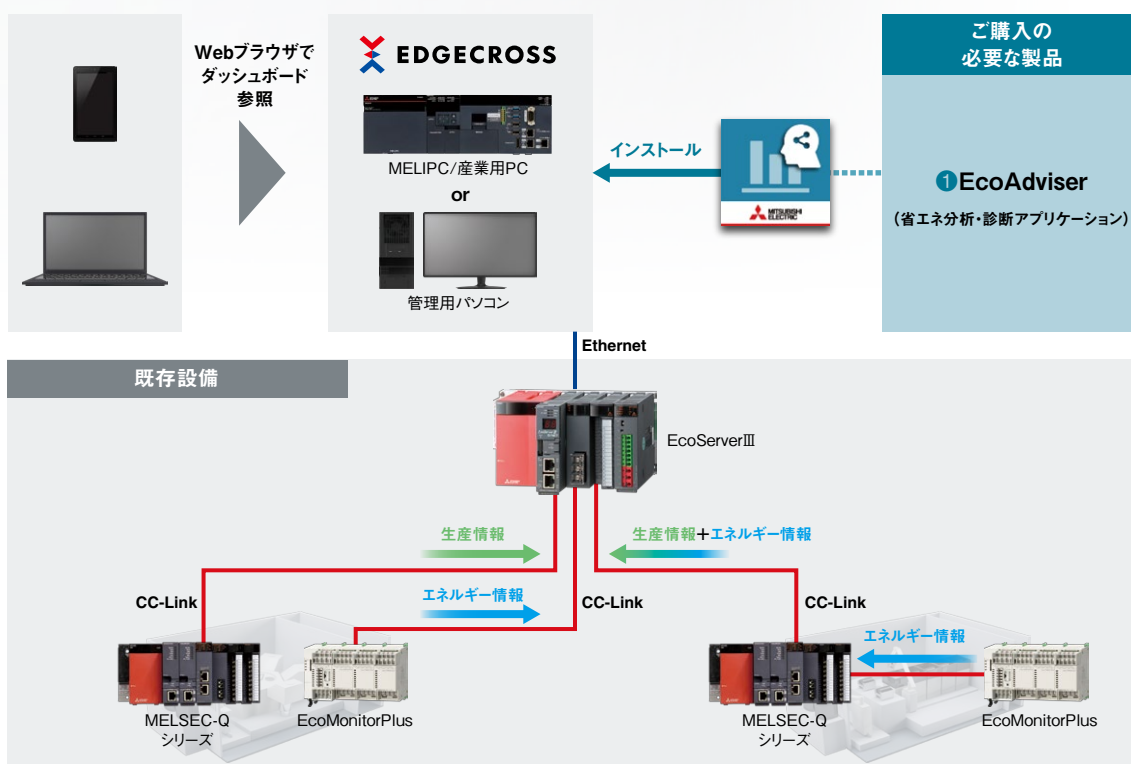 Webブラウザで
ダッシュボード
参照
EDGECROSS
MELIPC/産業用PC
or
管理用パソコン
インストール
MITSUBISHI
ELECTRIC
ご購入の
必要な製品
❶EcoAdviser
(省エネ分析・診断アプリケーション)
Ethernet
既存設備
EcoServerⅢ
生産情報
生産情報+エネルギー情報
エネルギー情報
CC-Link
CC-Link
CC-Link
エネルギー情報
MELSEC-Q
シリーズ
EcoMonitorPlus
MELSEC-Q
シリーズ
EcoMonitorPlus